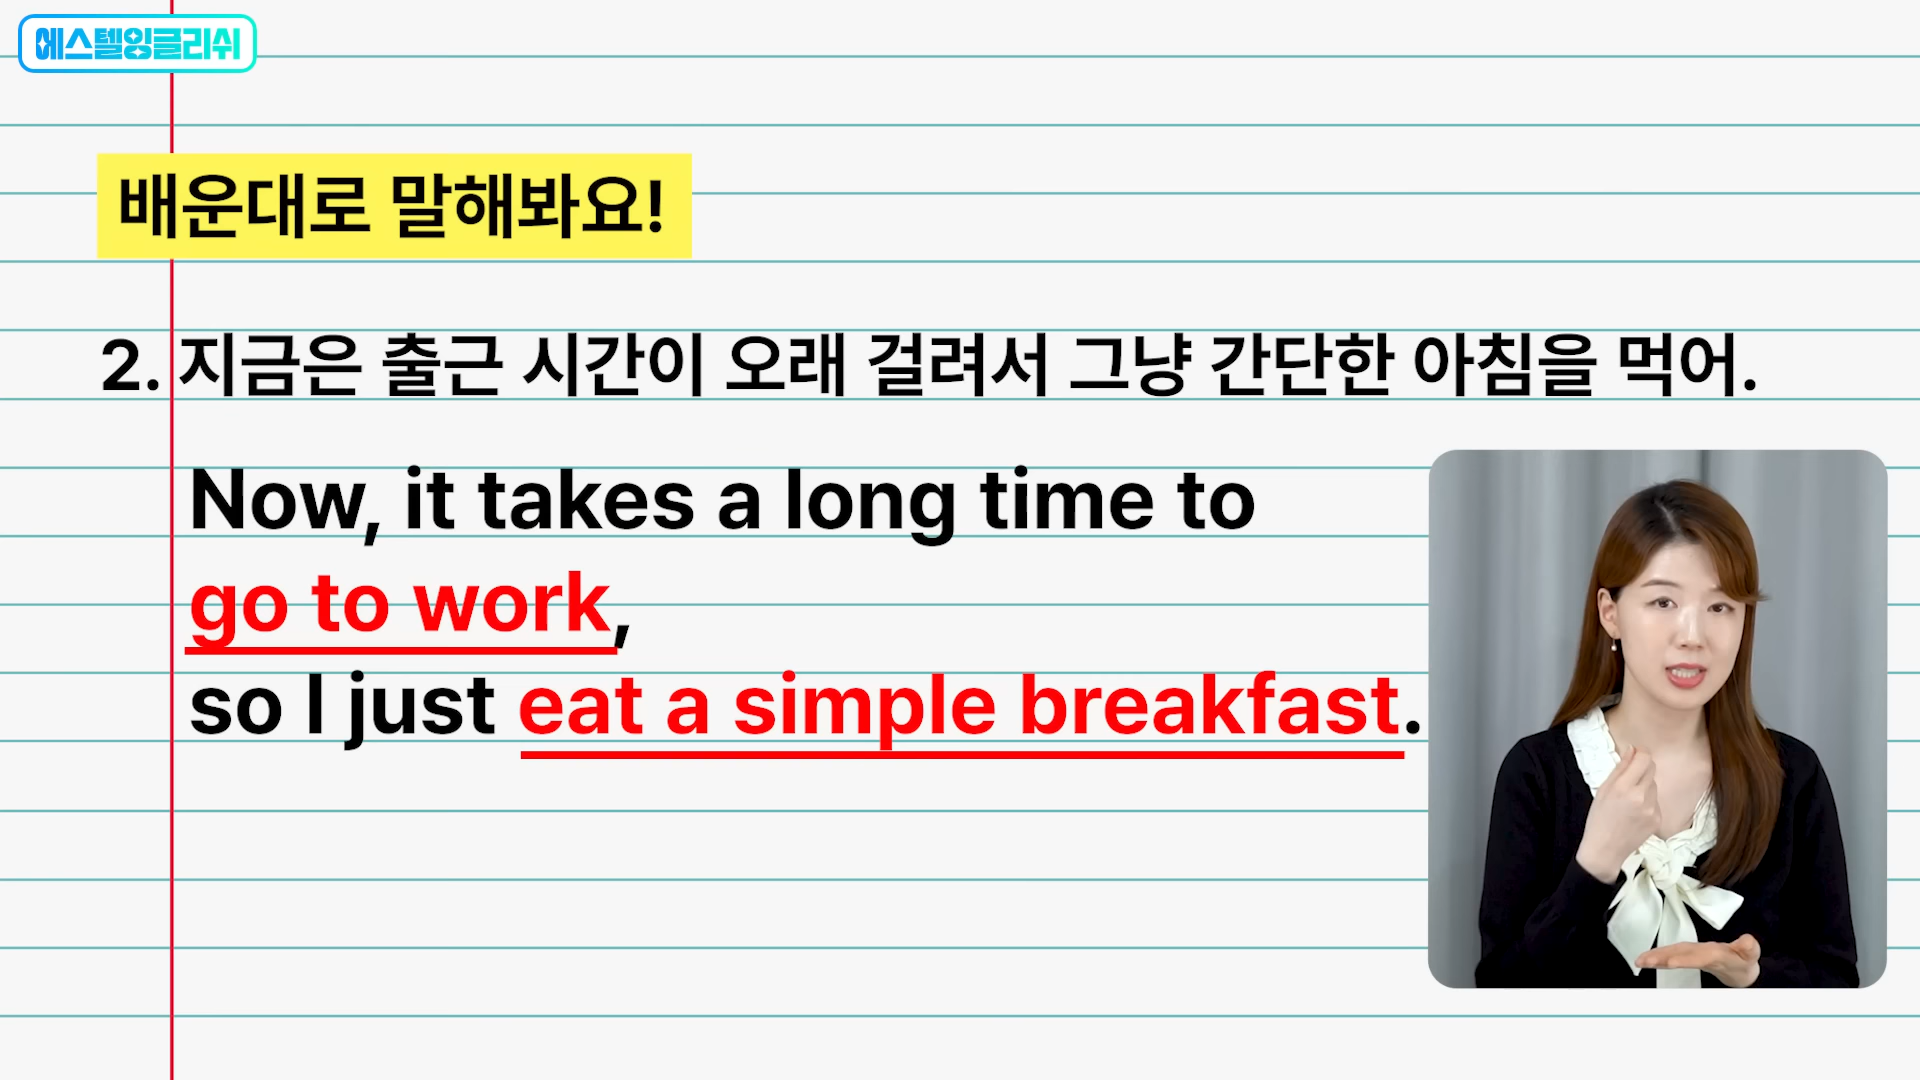 에스텔잉글리쉬
배운대로 말해봐요!
2. 지금은 출근 시간이 오래 걸려서 그냥 간단한 아침을 먹어.
Now, it takes a long time to
go to work,
so I just eat a simple breakfast.